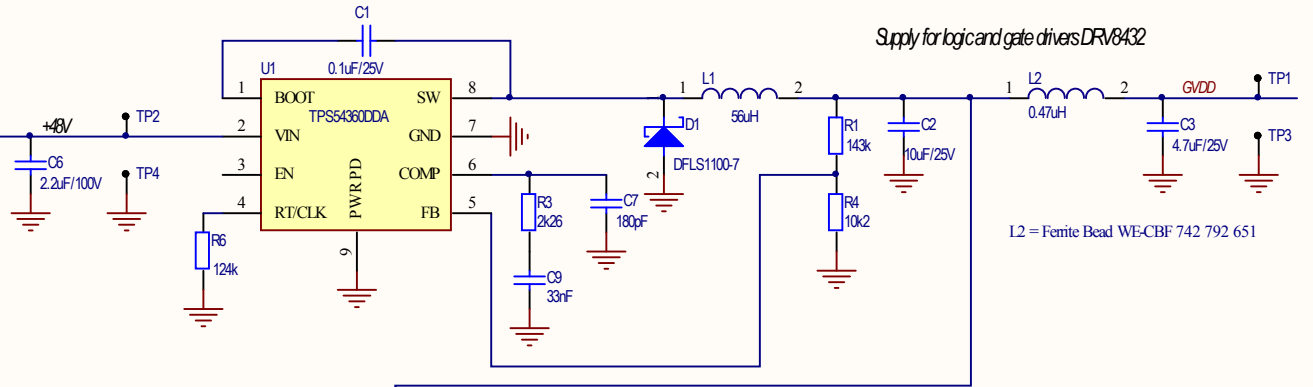 C1
0.1uF/25V
Supply for logic and gate drivers DRV8432
U1
1 BOOT SW 8
TPS54360DDA
2 VIN GND 7
3 EN COMP 6
4 RT/CLK FB 5
PWRPD
9
+48V
TP2
C6
2.2uF/100V
TP4
R6
124k
R3
2k26
C7
180pF
C9
33nF
D1
DFLS1100-7
2
1 L1 2
56uH
R1
143k
R4
10k2
C2
10uF/25V
1 L2 2
0.47uH
GVDD
TP1
C3
4.7uF/25V
TP3
L2 = Ferrite Bead WE-CBF 742 792 651